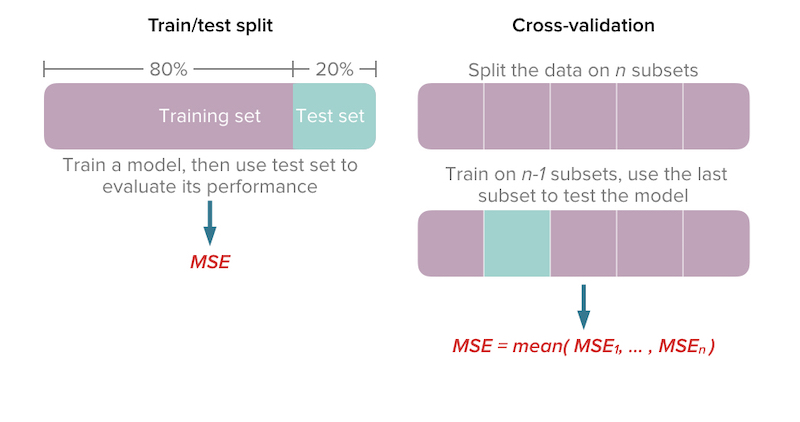 Train/test split
80%
20%
Training set
Test set
Train a model, then use test set to
evaluate its performance
MSE
Cross-validation
Split the data on n subsets
Train on n-1 subsets, use the last
subset to test the model
MSE = mean( MSE₁, ... , MSEₙ )